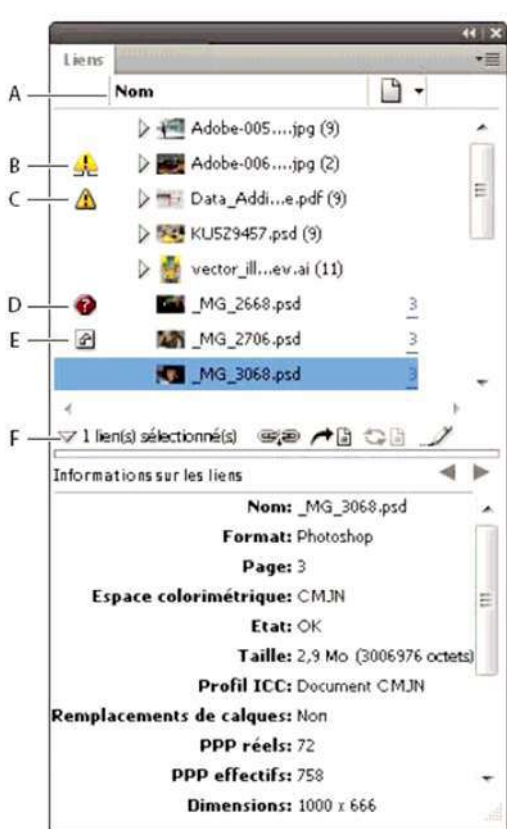 Liens
A Nom
Adobe-005....jpg (9)
B Adobe-006....jpg (2)
C Data_Addi...e.pdf (9)
KU5Z9457.psd (9)
vector_ill...ev.ai (11)
D _MG_2668.psd 3
E _MG_2706.psd 3
_MG_3068.psd 3
F 1 lien(s) sélectionné(s)
Informations sur les liens
Nom: _MG_3068.psd
Format: Photoshop
Page: 3
Espace colorimétrique: CMJN
Etat: OK
Taille: 2,9 Mo (3006976 octets)
Profil ICC: Document CMJN
Remplacements de calques: Non
PPP réels: 72
PPP effectifs: 758
Dimensions: 1000 x 666